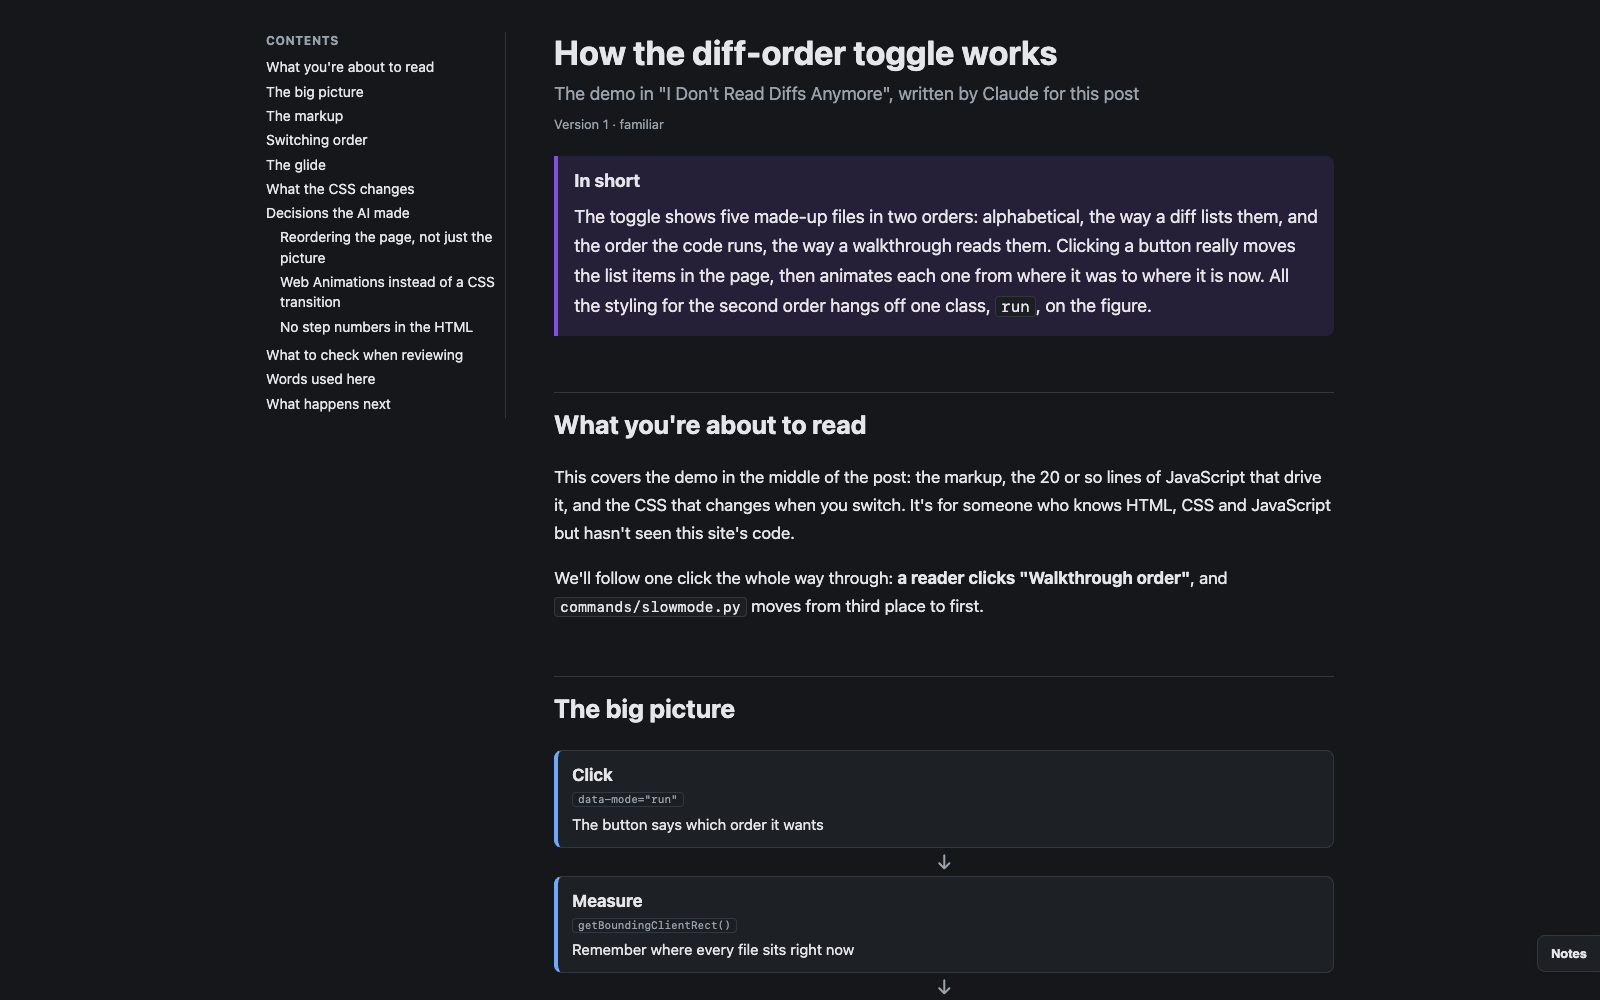 CONTENTS
What you're about to read
The big picture
The markup
Switching order
The glide
What the CSS changes
Decisions the AI made
Reordering the page, not just the
picture
Web Animations instead of a CSS
transition
No step numbers in the HTML
What to check when reviewing
Words used here
What happens next
How the diff-order toggle works
The demo in "I Don't Read Diffs Anymore", written by Claude for this post
Version 1 · familiar
In short
The toggle shows five made-up files in two orders: alphabetical, the way a diff lists them, and
the order the code runs, the way a walkthrough reads them. Clicking a button really moves
the list items in the page, then animates each one from where it was to where it is now. All
the styling for the second order hangs off one class, run, on the figure.
What you're about to read
This covers the demo in the middle of the post: the markup, the 20 or so lines of JavaScript that drive
it, and the CSS that changes when you switch. It's for someone who knows HTML, CSS and JavaScript
but hasn't seen this site's code.
We'll follow one click the whole way through: a reader clicks "Walkthrough order", and
commands/slowmode.py moves from third place to first.
The big picture
Click
data-mode="run"
The button says which order it wants
↓
Measure
getBoundingClientRect()
Remember where every file sits right now
↓
Notes